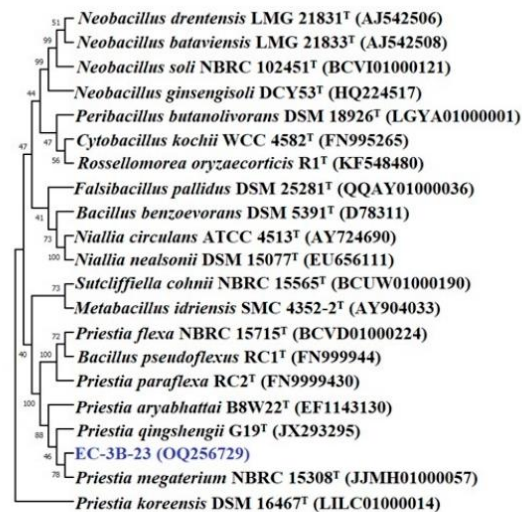 Neobacillus drentensis LMG 21831ᵀ (AJ542506)
Neobacillus bataviensis LMG 21833ᵀ (AJ542508)
Neobacillus soli NBRC 102451ᵀ (BCVI01000121)
Neobacillus ginsengisoli DCY53ᵀ (HQ224517)
Peribacillus butanolivorans DSM 18926ᵀ (LGYA01000001)
Cytobacillus kochii WCC 4582ᵀ (FN995265)
Rossellomorea oryzaecorticis R1ᵀ (KF548480)
Falsibacillus pallidus DSM 25281ᵀ (QQAY01000036)
Bacillus benzoevorans DSM 5391ᵀ (D78311)
Niallia circulans ATCC 4513ᵀ (AY724690)
Niallia nealsonii DSM 15077ᵀ (EU656111)
Sutcliffiella cohnii NBRC 15565ᵀ (BCUW01000190)
Metabacillus idriensis SMC 4352-2ᵀ (AY904033)
Priestia flexa NBRC 15715ᵀ (BCVD01000224)
Bacillus pseudoflexus RC1ᵀ (FN999944)
Priestia paraflexa RC2ᵀ (FN9999430)
Priestia aryabhattai B8W22ᵀ (EF1143130)
Priestia qingshengii G19ᵀ (JX293295)
EC-3B-23 (OQ256729)
Priestia megaterium NBRC 15308ᵀ (JJMH01000057)
Priestia koreensis DSM 16467ᵀ (LILC01000014)
51
99
99
44
47
47
56
41
73
100
73
40
72
100
100
88
46
78